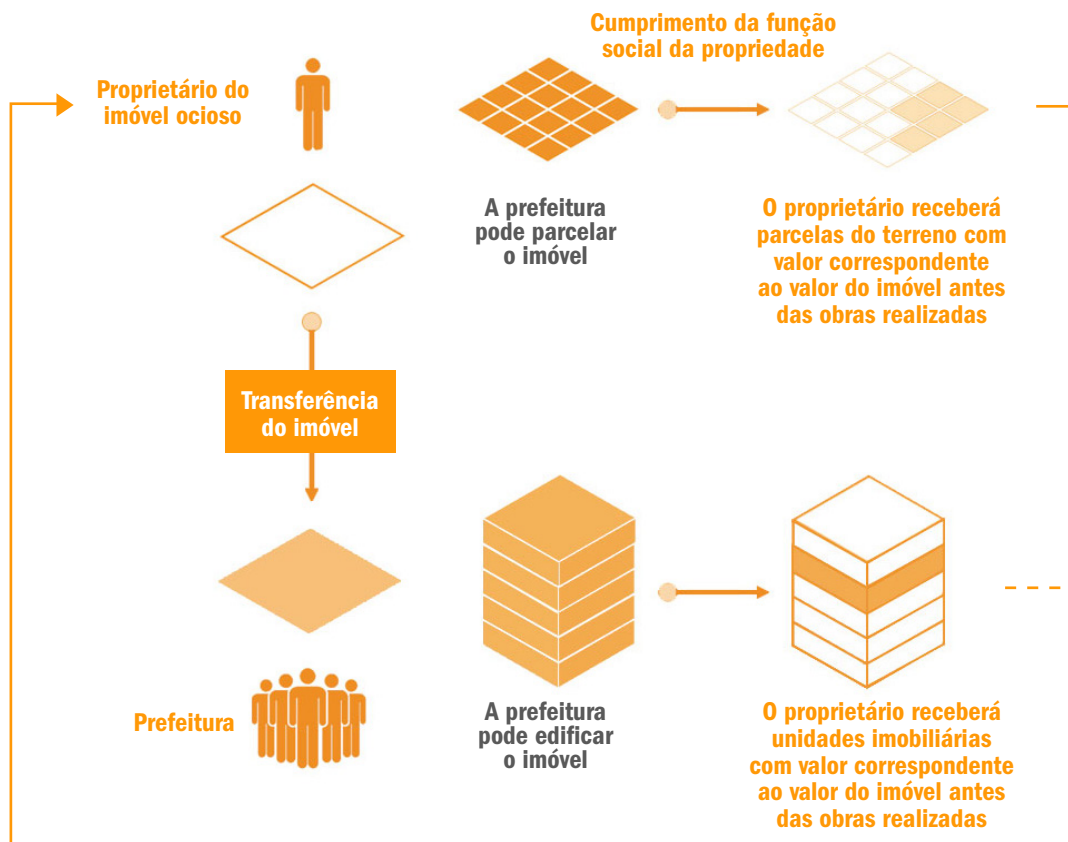 Cumprimento da função
social da propriedade
Proprietário do
imóvel ocioso
A prefeitura
pode parcelar
o imóvel
O proprietário receberá
parcelas do terreno com
valor correspondente
ao valor do imóvel antes
das obras realizadas
Transferência
do imóvel
Prefeitura
A prefeitura
pode edificar
o imóvel
O proprietário receberá
unidades imobiliárias
com valor correspondente
ao valor do imóvel antes
das obras realizadas